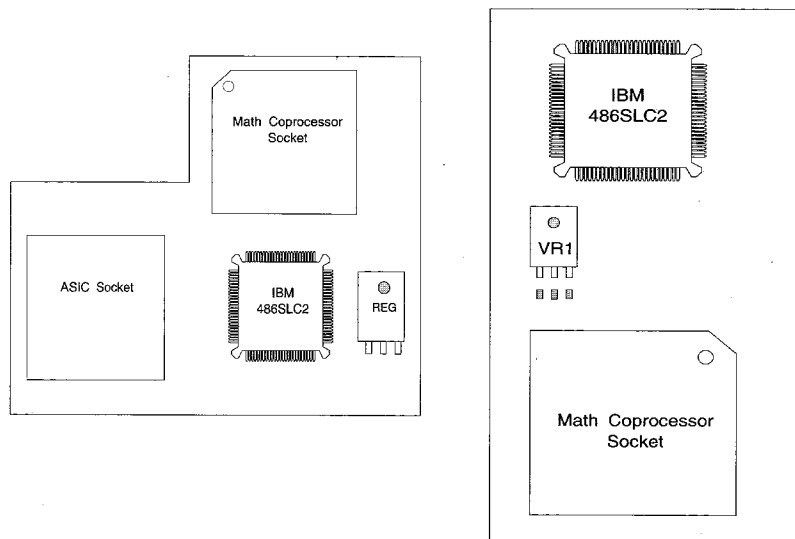 Math Coprocessor
Socket
ASIC Socket
IBM
486SLC2
REG
IBM
486SLC2
VR1
Math Coprocessor
Socket